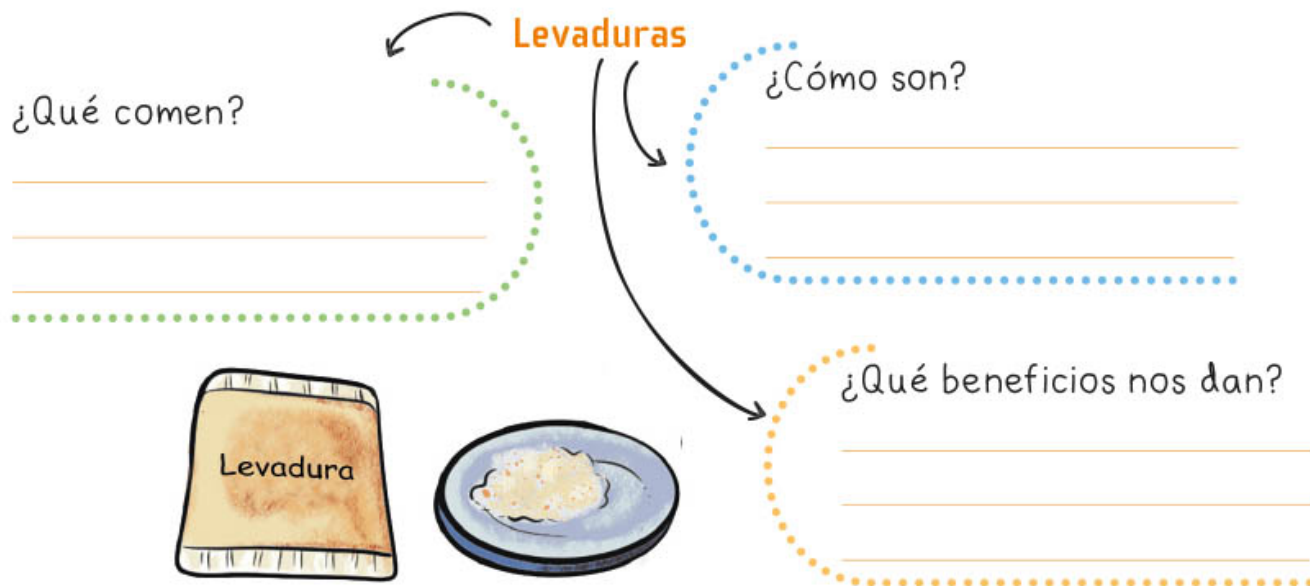 Levaduras
¿Qué comen?
¿Cómo son?
¿Qué beneficios nos dan?
Levadura